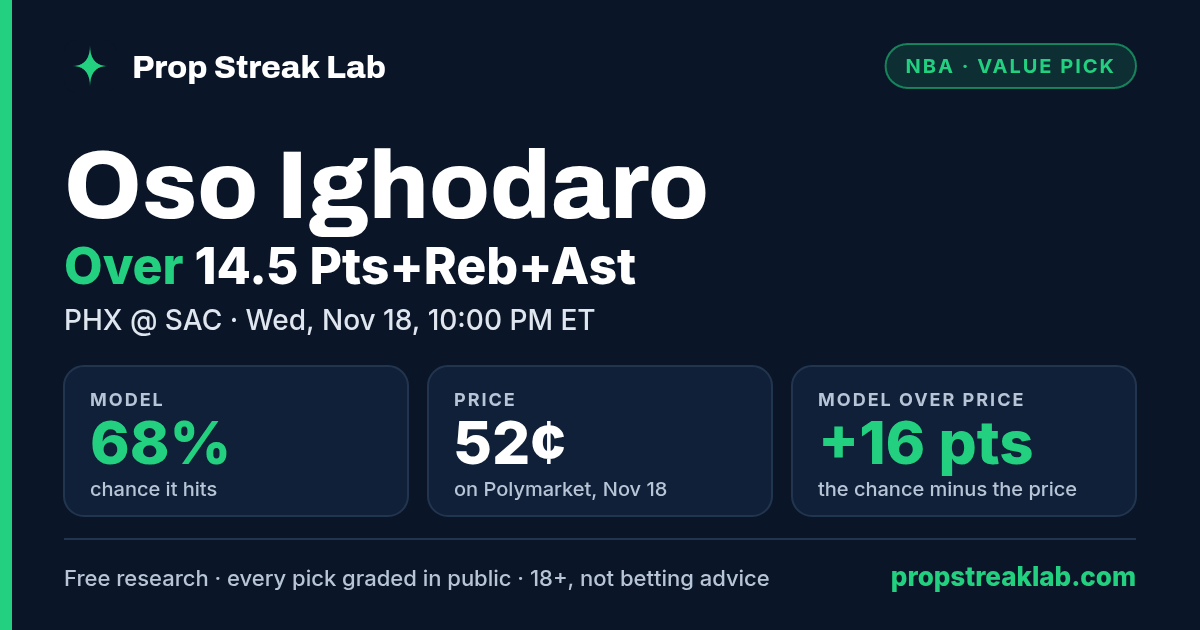 Prop Streak Lab
NBA · VALUE PICK
Oso Ighodaro
Over 14.5 Pts+Reb+Ast
PHX @ SAC · Wed, Nov 18, 10:00 PM ET
MODEL
68%
chance it hits
PRICE
52¢
on Polymarket, Nov 18
MODEL OVER PRICE
+16 pts
the chance minus the price
Free research · every pick graded in public · 18+, not betting advice
propstreaklab.com